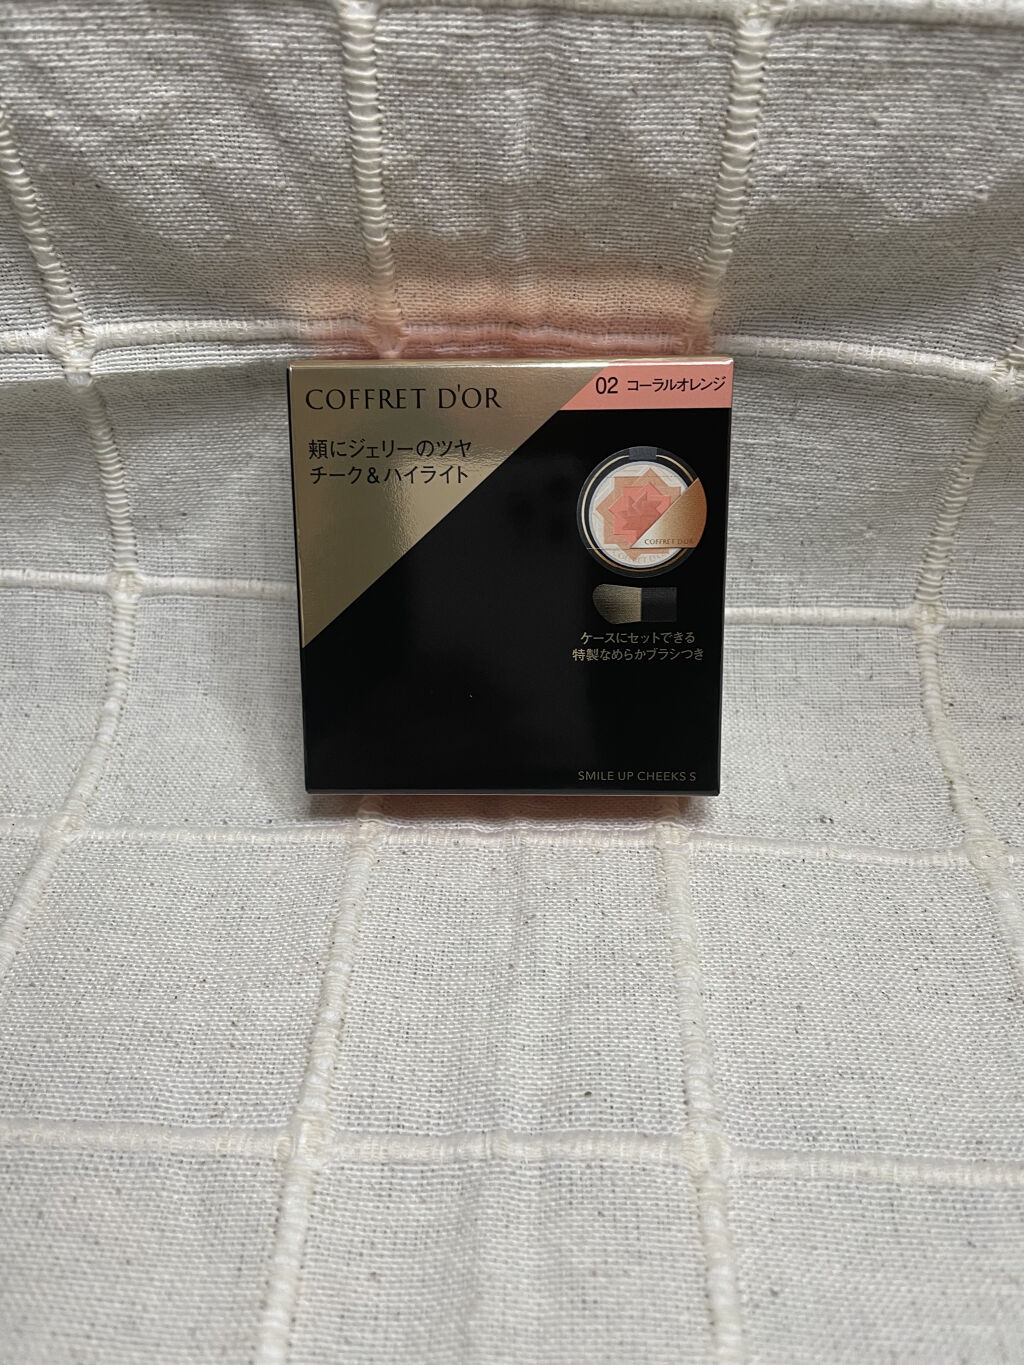 COFFRET D'OR
02 コーラルオレンジ
頬にジェリーのツヤ
チーク&ハイライト
COFFRET D'OR
ケースにセットできる
特製なめらかブラシつき
SMILE UP CHEEKS S